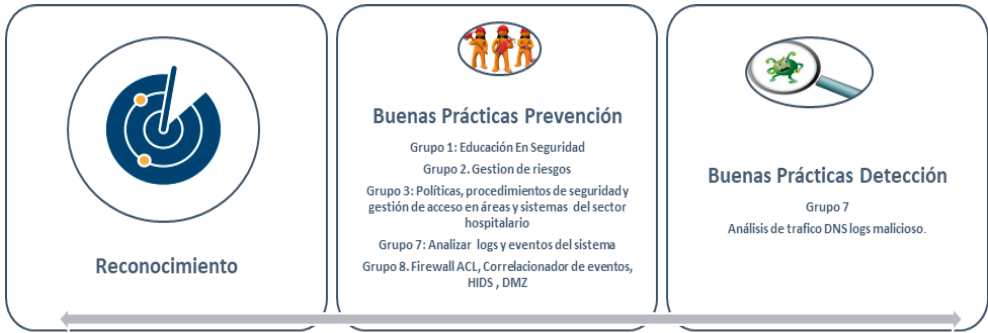 Reconocimiento
Buenas Prácticas Prevención
Grupo 1: Educación En Seguridad
Grupo 2. Gestion de riesgos
Grupo 3: Políticas, procedimientos de seguridad y
gestión de acceso en áreas y sistemas del sector
hospitalario
Grupo 7: Analizar logs y eventos del sistema
Grupo 8. Firewall ACL, Correlacionador de eventos,
HIDS , DMZ
Buenas Prácticas Detección
Grupo 7
Análisis de trafico DNS logs malicioso.